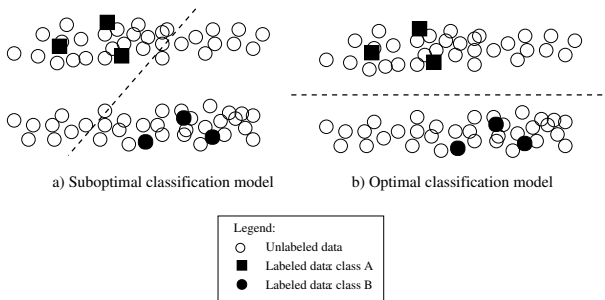 a) Suboptimal classification model
b) Optimal classification model
Legend:
Unlabeled data
Labeled data: class A
Labeled data: class B